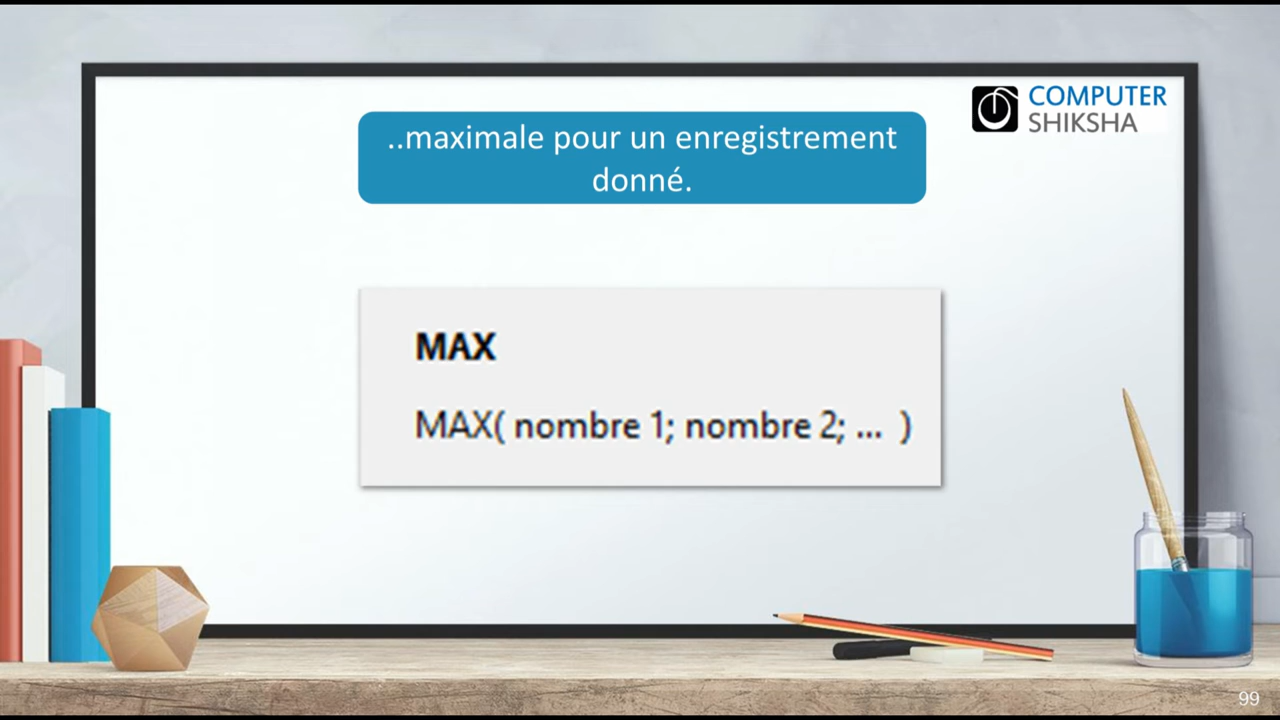 COMPUTER
SHIKSHA
..maximale pour un enregistrement
donné.
MAX
MAX( nombre 1; nombre 2; ... )
99